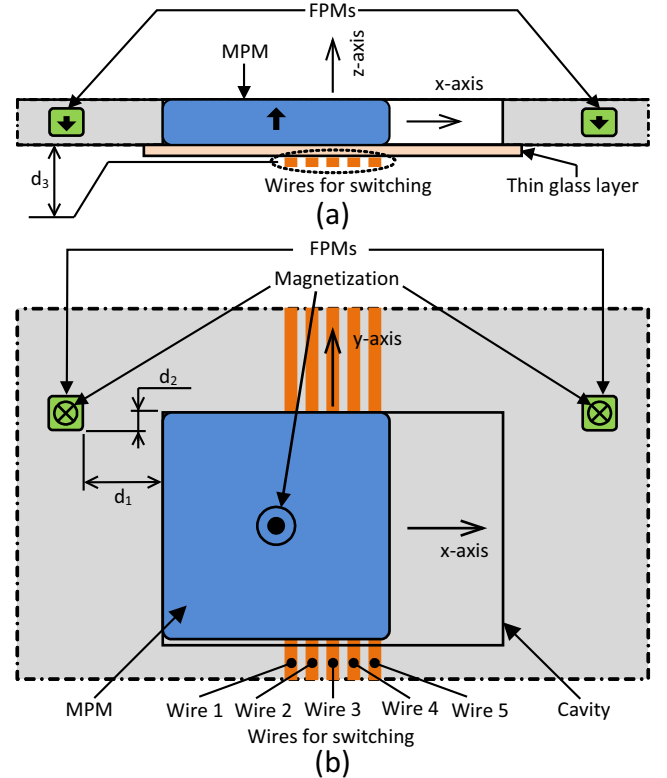 FPMs
MPM
z-axis
x-axis
d3
Wires for switching
Thin glass layer
(a)
FPMs
Magnetization
y-axis
d2
d1
x-axis
MPM
Wire 1
Wire 2
Wire 3
Wire 4
Wire 5
Cavity
Wires for switching
(b)